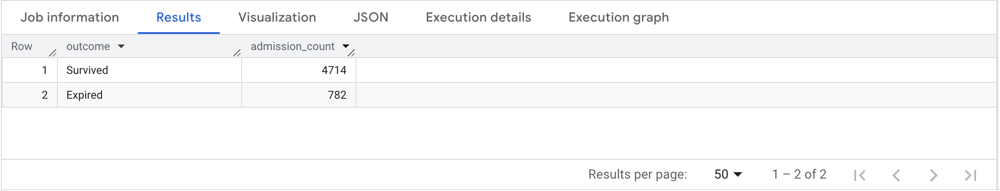 Job information Results Visualization JSON Execution details Execution graph
Row outcome admission_count
1 Survived 4714
2 Expired 782
Results per page: 50 1 – 2 of 2